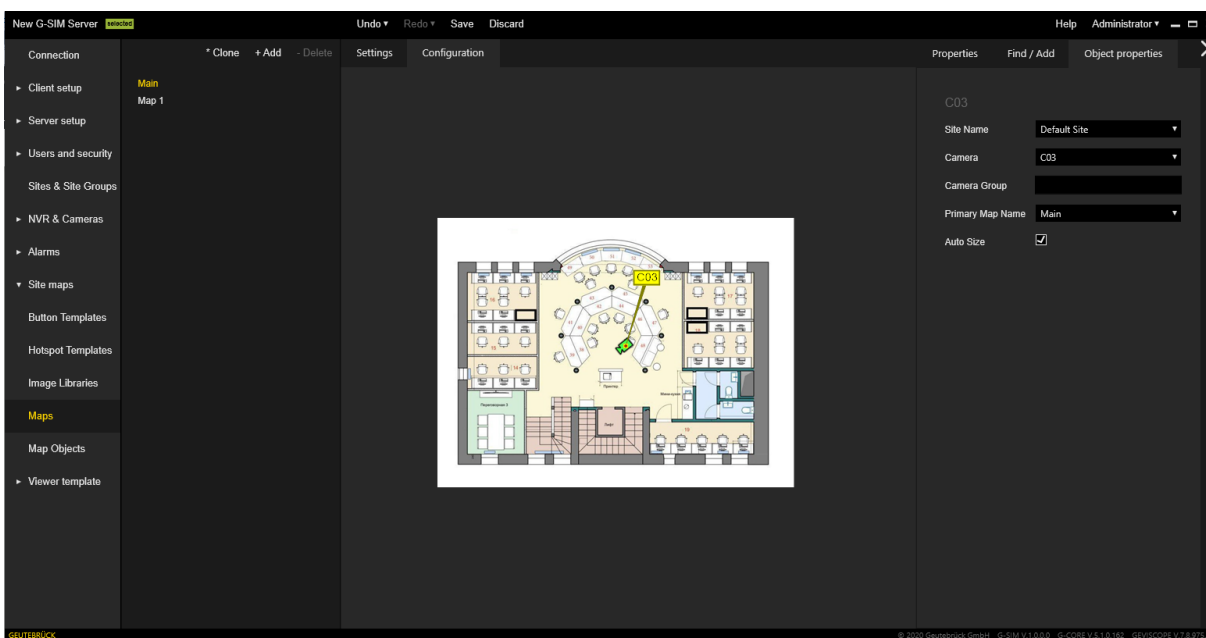 New G-SIM Server selected Undo ▾ Redo ▾ Save Discard Help Administrator ▾
Connection
Client setup
Server setup
Users and security
Sites & Site Groups
NVR & Cameras
Alarms
Site maps
Button Templates
Hotspot Templates
Image Libraries
Maps
Map Objects
Viewer template
* Clone + Add - Delete
Main
Map 1
Settings Configuration
C03
Принтер
Лифт
Properties Find / Add Object properties
C03
Site Name Default Site
Camera C03
Camera Group
Primary Map Name Main
Auto Size
GEUTEBRÜCK
© 2020 Geutebrück GmbH G-SIM V.1.0.0.0 G-CORE V.5.1.0.162 GEVISCOPE V.7.8.975